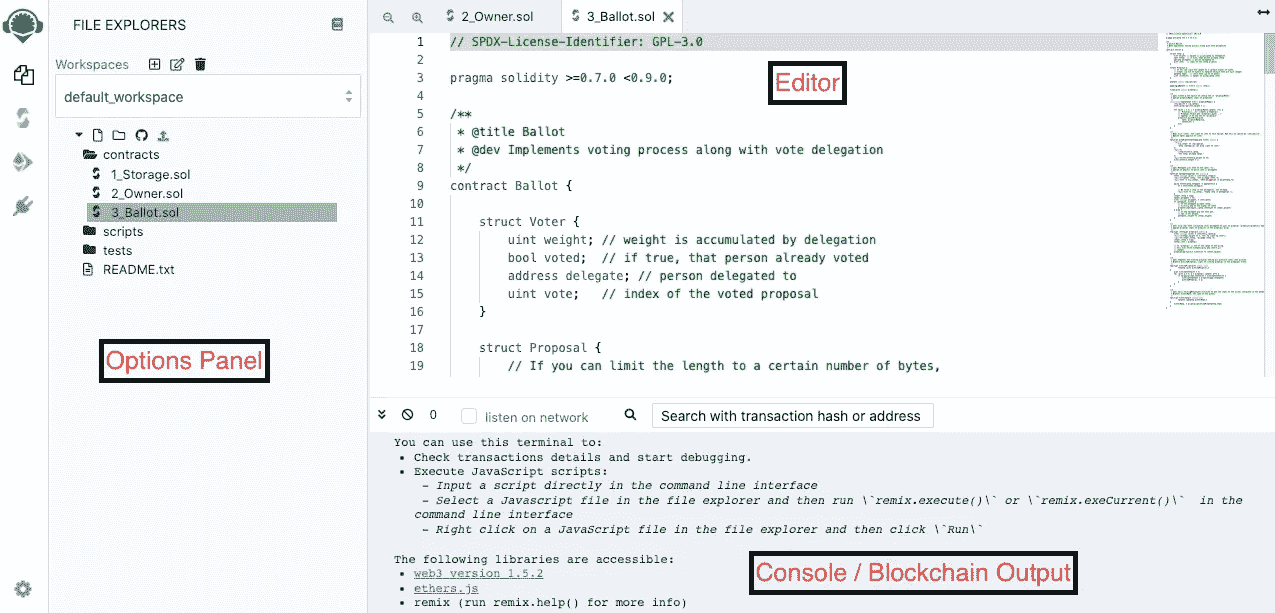 FILE EXPLORERS
Workspaces
default_workspace
contracts
1_Storage.sol
2_Owner.sol
3_Ballot.sol
scripts
tests
README.txt
Options Panel
2_Owner.sol
3_Ballot.sol
1 // SPDX-License-Identifier: GPL-3.0
2
3 pragma solidity >=0.7.0 <0.9.0;
4
5 /**
6 * @title Ballot
7 * @dev Implements voting process along with vote delegation
8 */
9 contract Ballot {
10
11 struct Voter {
12 uint weight; // weight is accumulated by delegation
13 bool voted; // if true, that person already voted
14 address delegate; // person delegated to
15 uint vote; // index of the voted proposal
16 }
17
18 struct Proposal {
19 // If you can limit the length to a certain number of bytes,
Editor
0 listen on network Search with transaction hash or address
You can use this terminal to:
• Check transactions details and start debugging.
• Execute JavaScript scripts:
- Input a script directly in the command line interface
- Select a Javascript file in the file explorer and then run \`remix.execute()\` or \`remix.exeCurrent()\` in the
command line interface
- Right click on a JavaScript file in the file explorer and then click \`Run\`
The following libraries are accessible:
• web3 version 1.5.2
• ethers.js
• remix (run remix.help() for more info)
Console / Blockchain Output